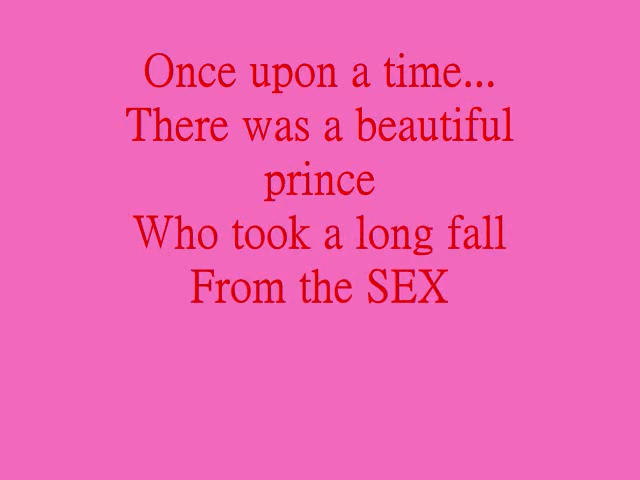 Once upon a time...
There was a beautiful
prince
Who took a long fall
From the SEX